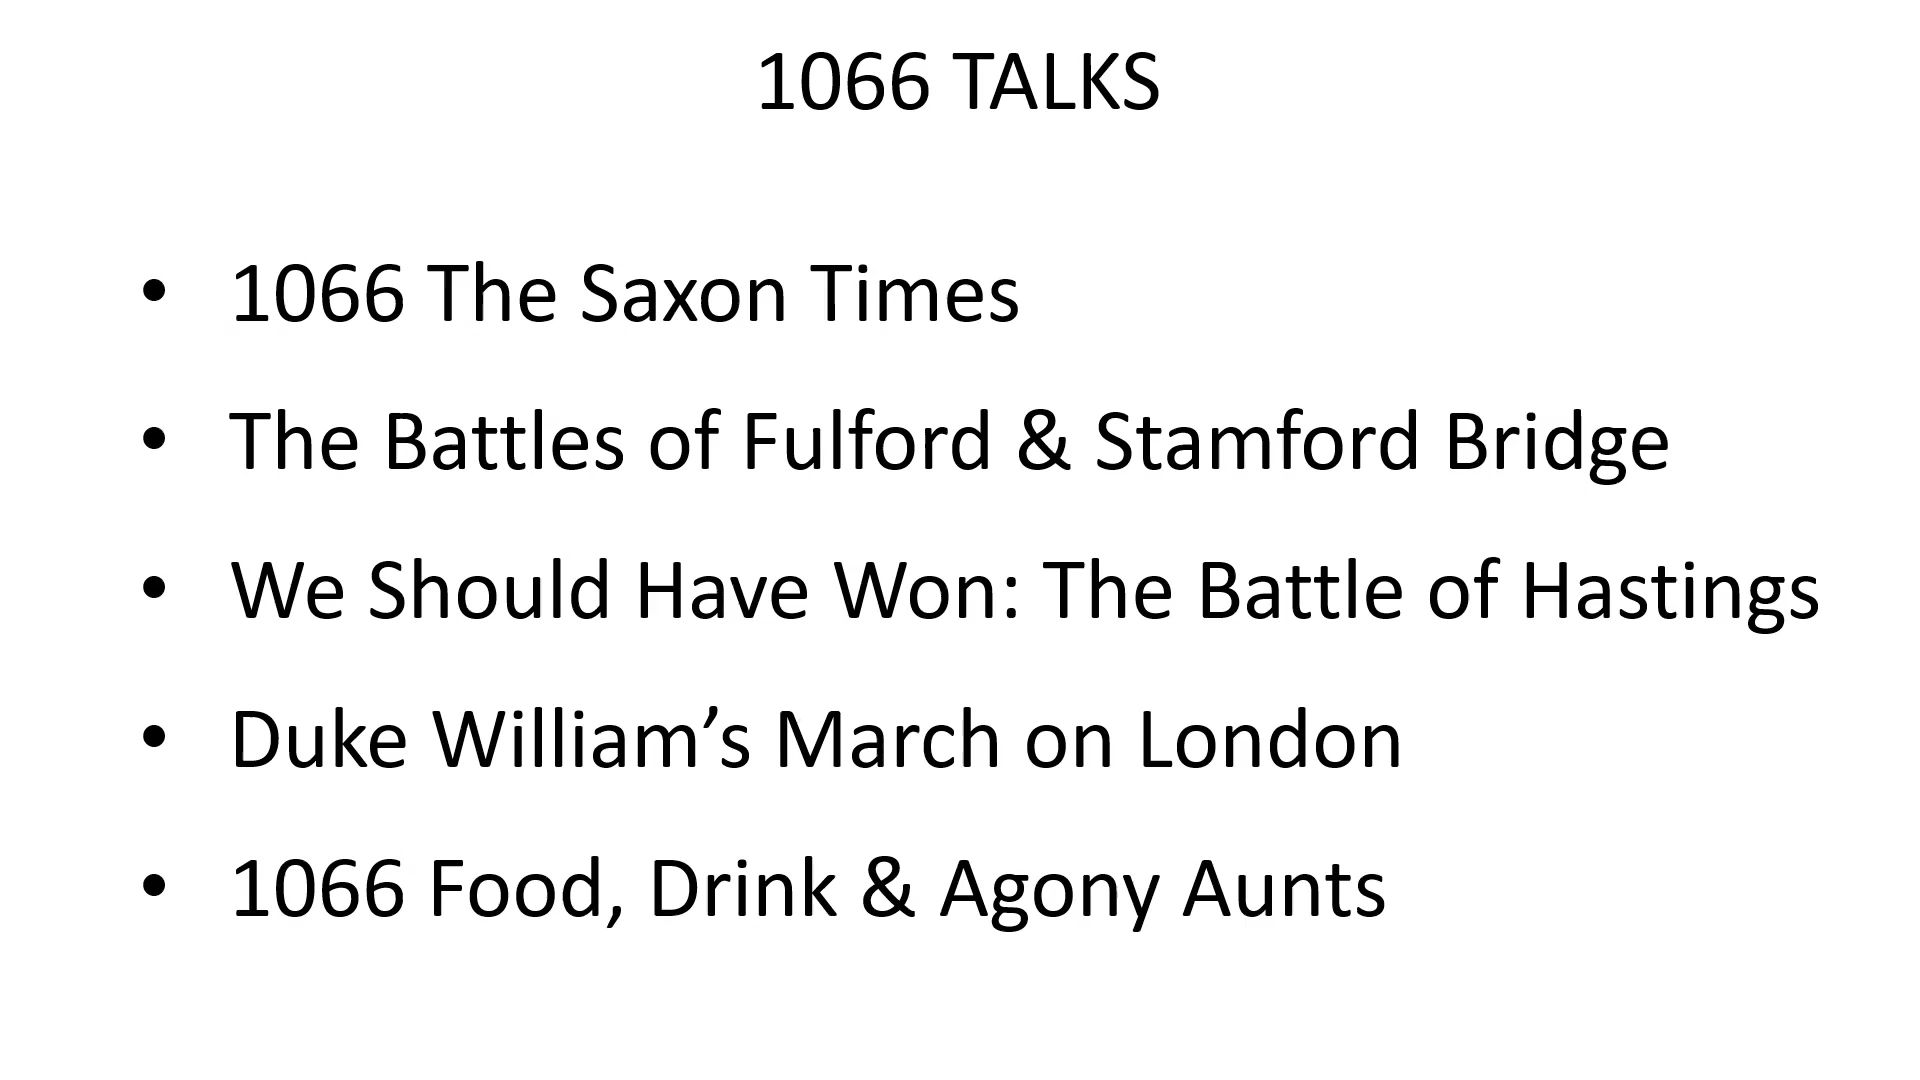 1066 TALKS
• 1066 The Saxon Times
• The Battles of Fulford & Stamford Bridge
• We Should Have Won: The Battle of Hastings
• Duke William’s March on London
• 1066 Food, Drink & Agony Aunts